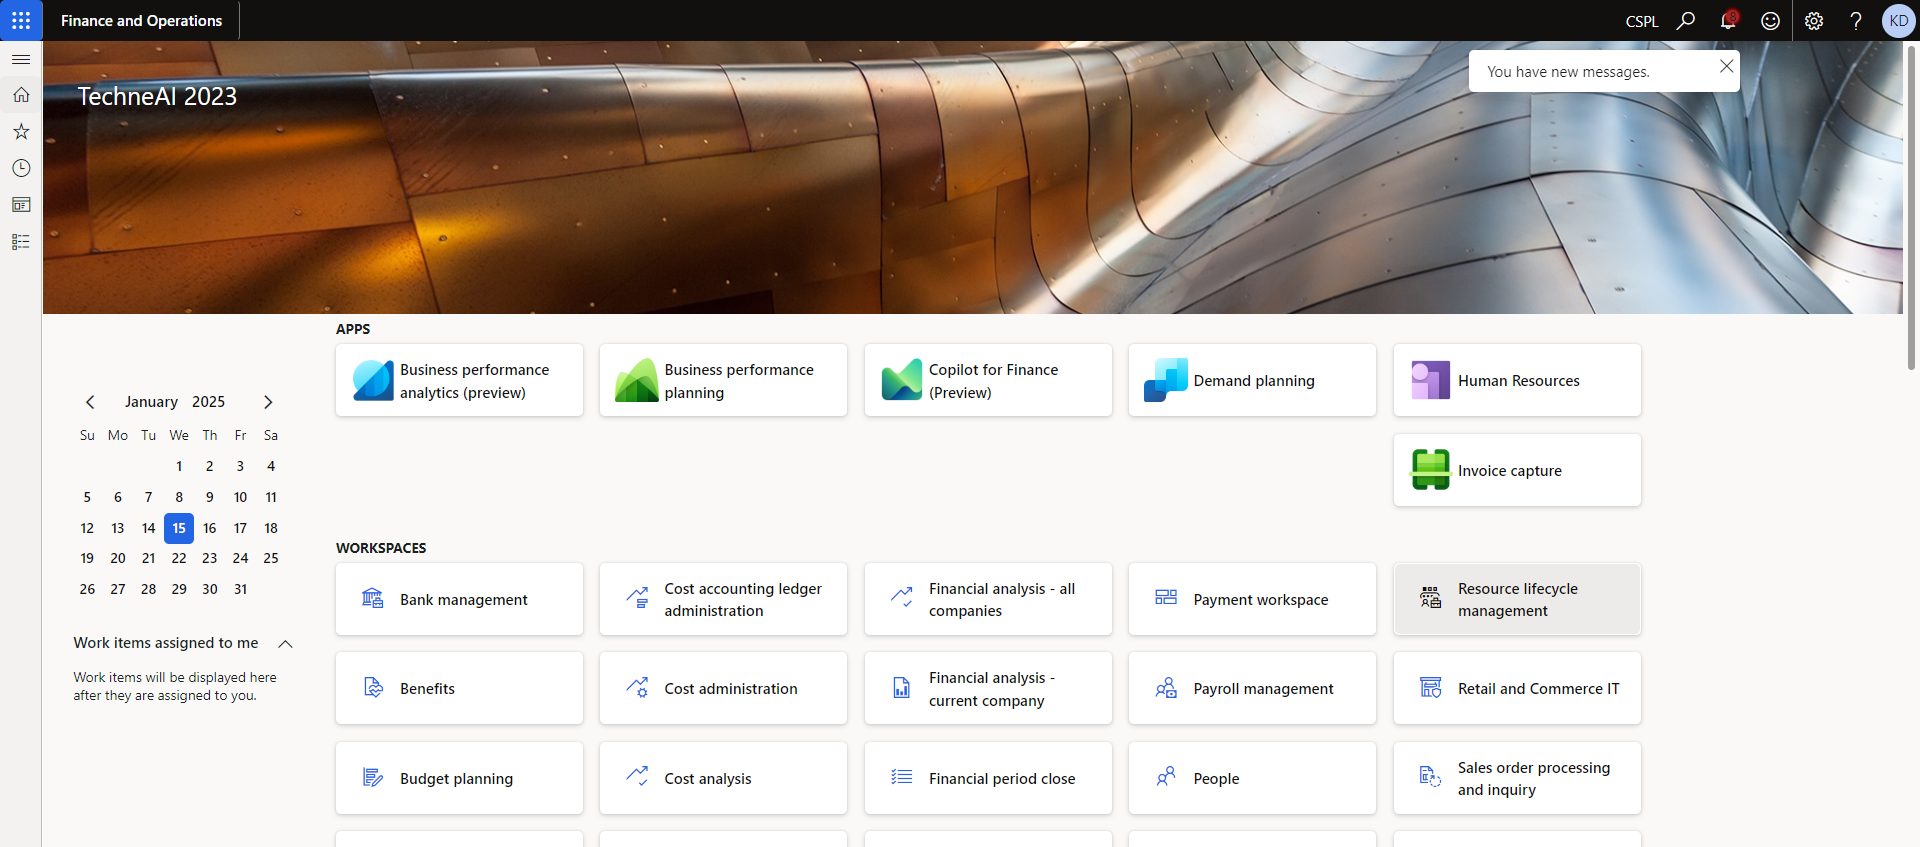 Finance and Operations
CSPL
8
KD
TechneAI 2023
You have new messages.
APPS
Business performance
analytics (preview)
Business performance
planning
Copilot for Finance
(Preview)
Demand planning
Human Resources
Invoice capture
January 2025
Su Mo Tu We Th Fr Sa
1 2 3 4
5 6 7 8 9 10 11
12 13 14 15 16 17 18
19 20 21 22 23 24 25
26 27 28 29 30 31
Work items assigned to me
Work items will be displayed here
after they are assigned to you.
WORKSPACES
Bank management
Cost accounting ledger
administration
Financial analysis - all
companies
Payment workspace
Resource lifecycle
management
Benefits
Cost administration
Financial analysis -
current company
Payroll management
Retail and Commerce IT
Budget planning
Cost analysis
Financial period close
People
Sales order processing
and inquiry